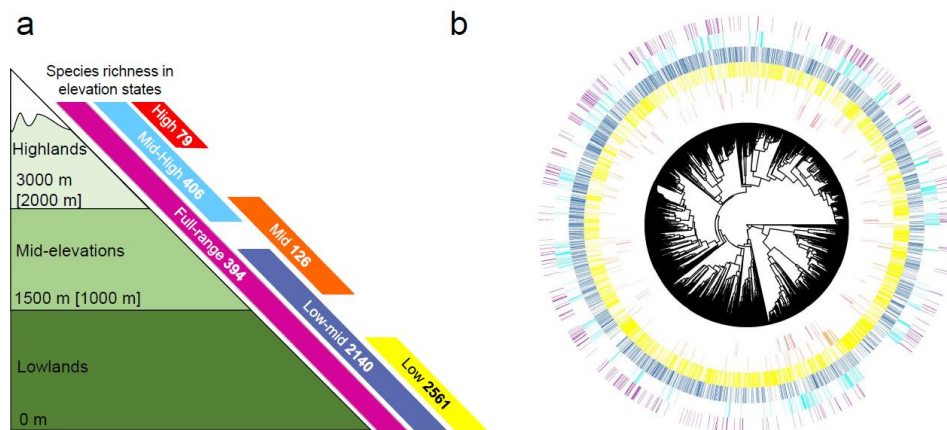 a
b
Species richness in
elevation states
High 79
Mid-High 406
Full-range 394
Mid 126
Low-mid 2140
Low 2561
Highlands
3000 m
[2000 m]
Mid-elevations
1500 m [1000 m]
Lowlands
0 m